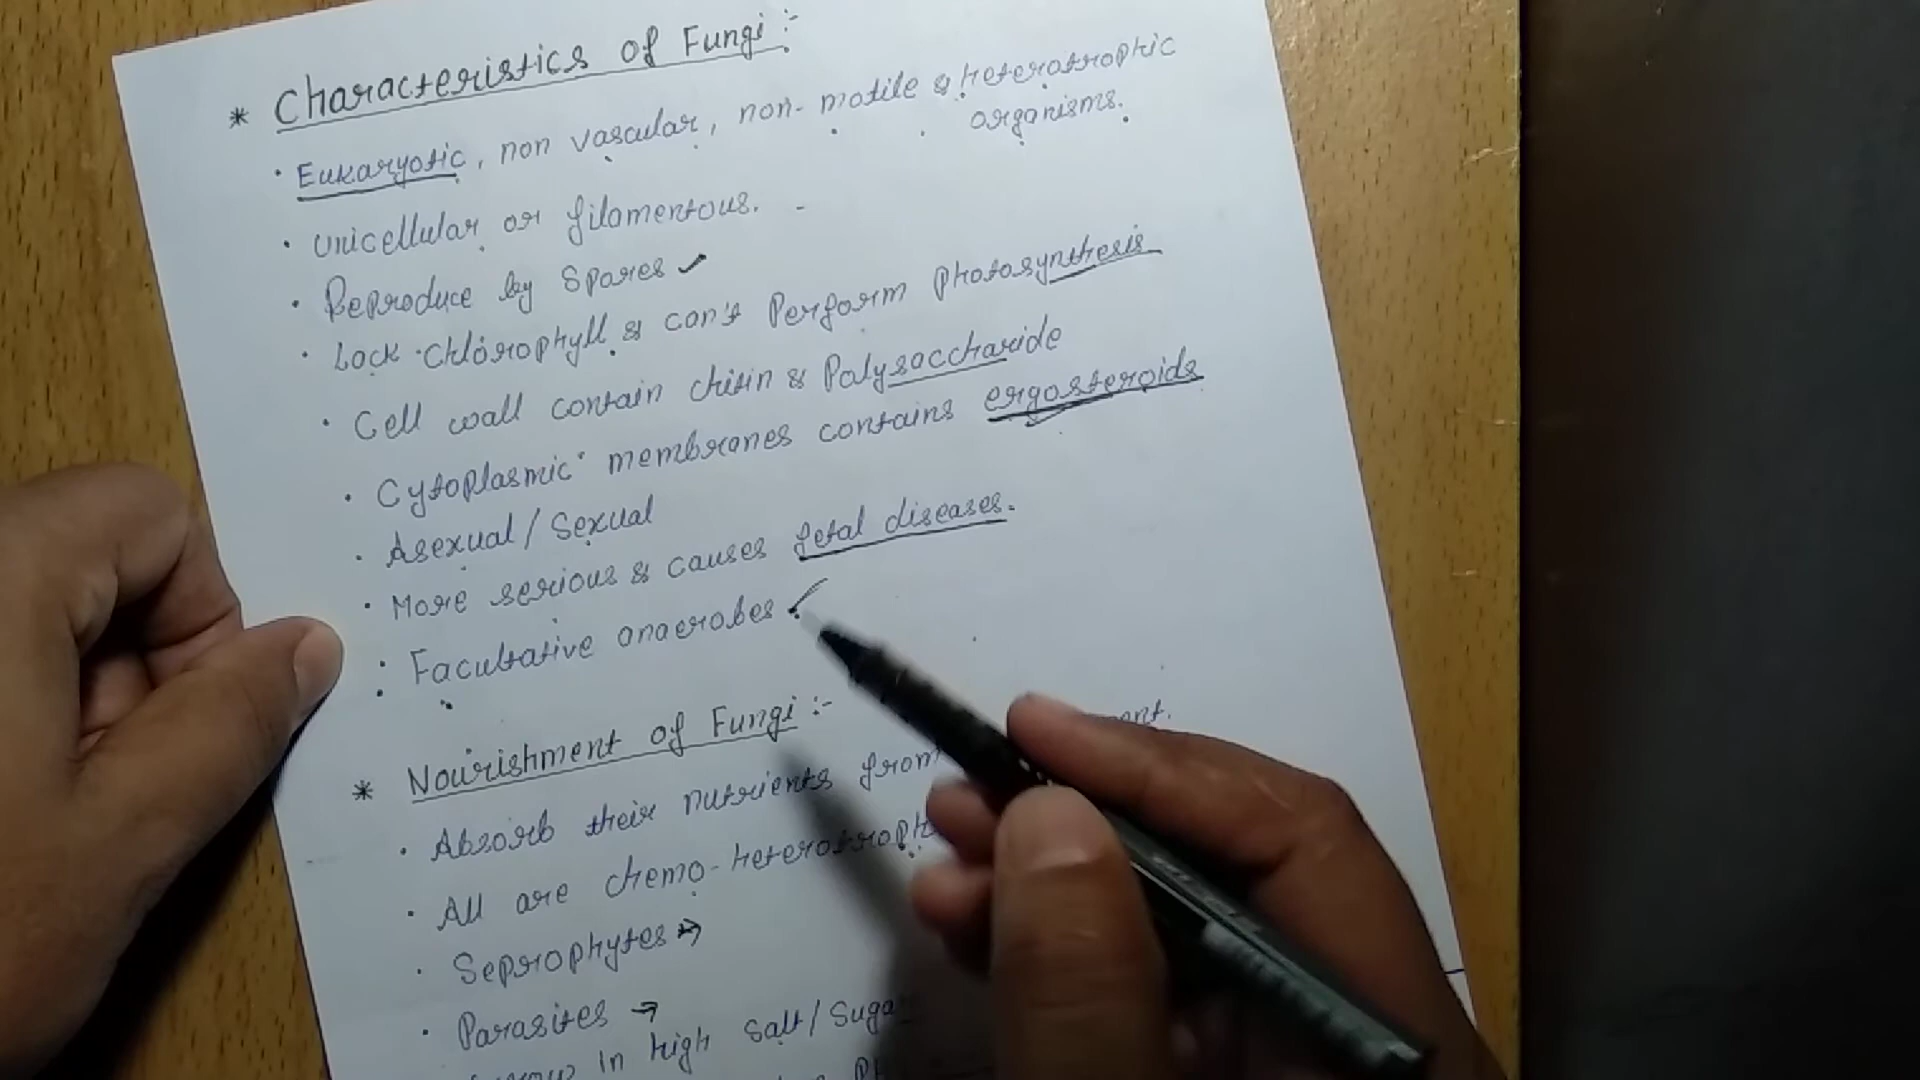 * Characteristics of Fungi :-
• Eukaryotic, non vascular, non-motile & heterotrophic
organisms.
• Unicellular or filamentous.
• Reproduce by Spores
• Lack Chlorophyll & can't Perform Photosynthesis
• Cell wall contain chitin & Polysaccharide
• Cytoplasmic membranes contains ergosteroids
• Asexual / Sexual
• More serious & causes fetal diseases.
• Facultative anaerobes
* Nourishment of Fungi :-
• Absorb their nutrients from
• All are chemo-heterotroph
• Seprophytes →
• Parasites →
in high Salt/Suga